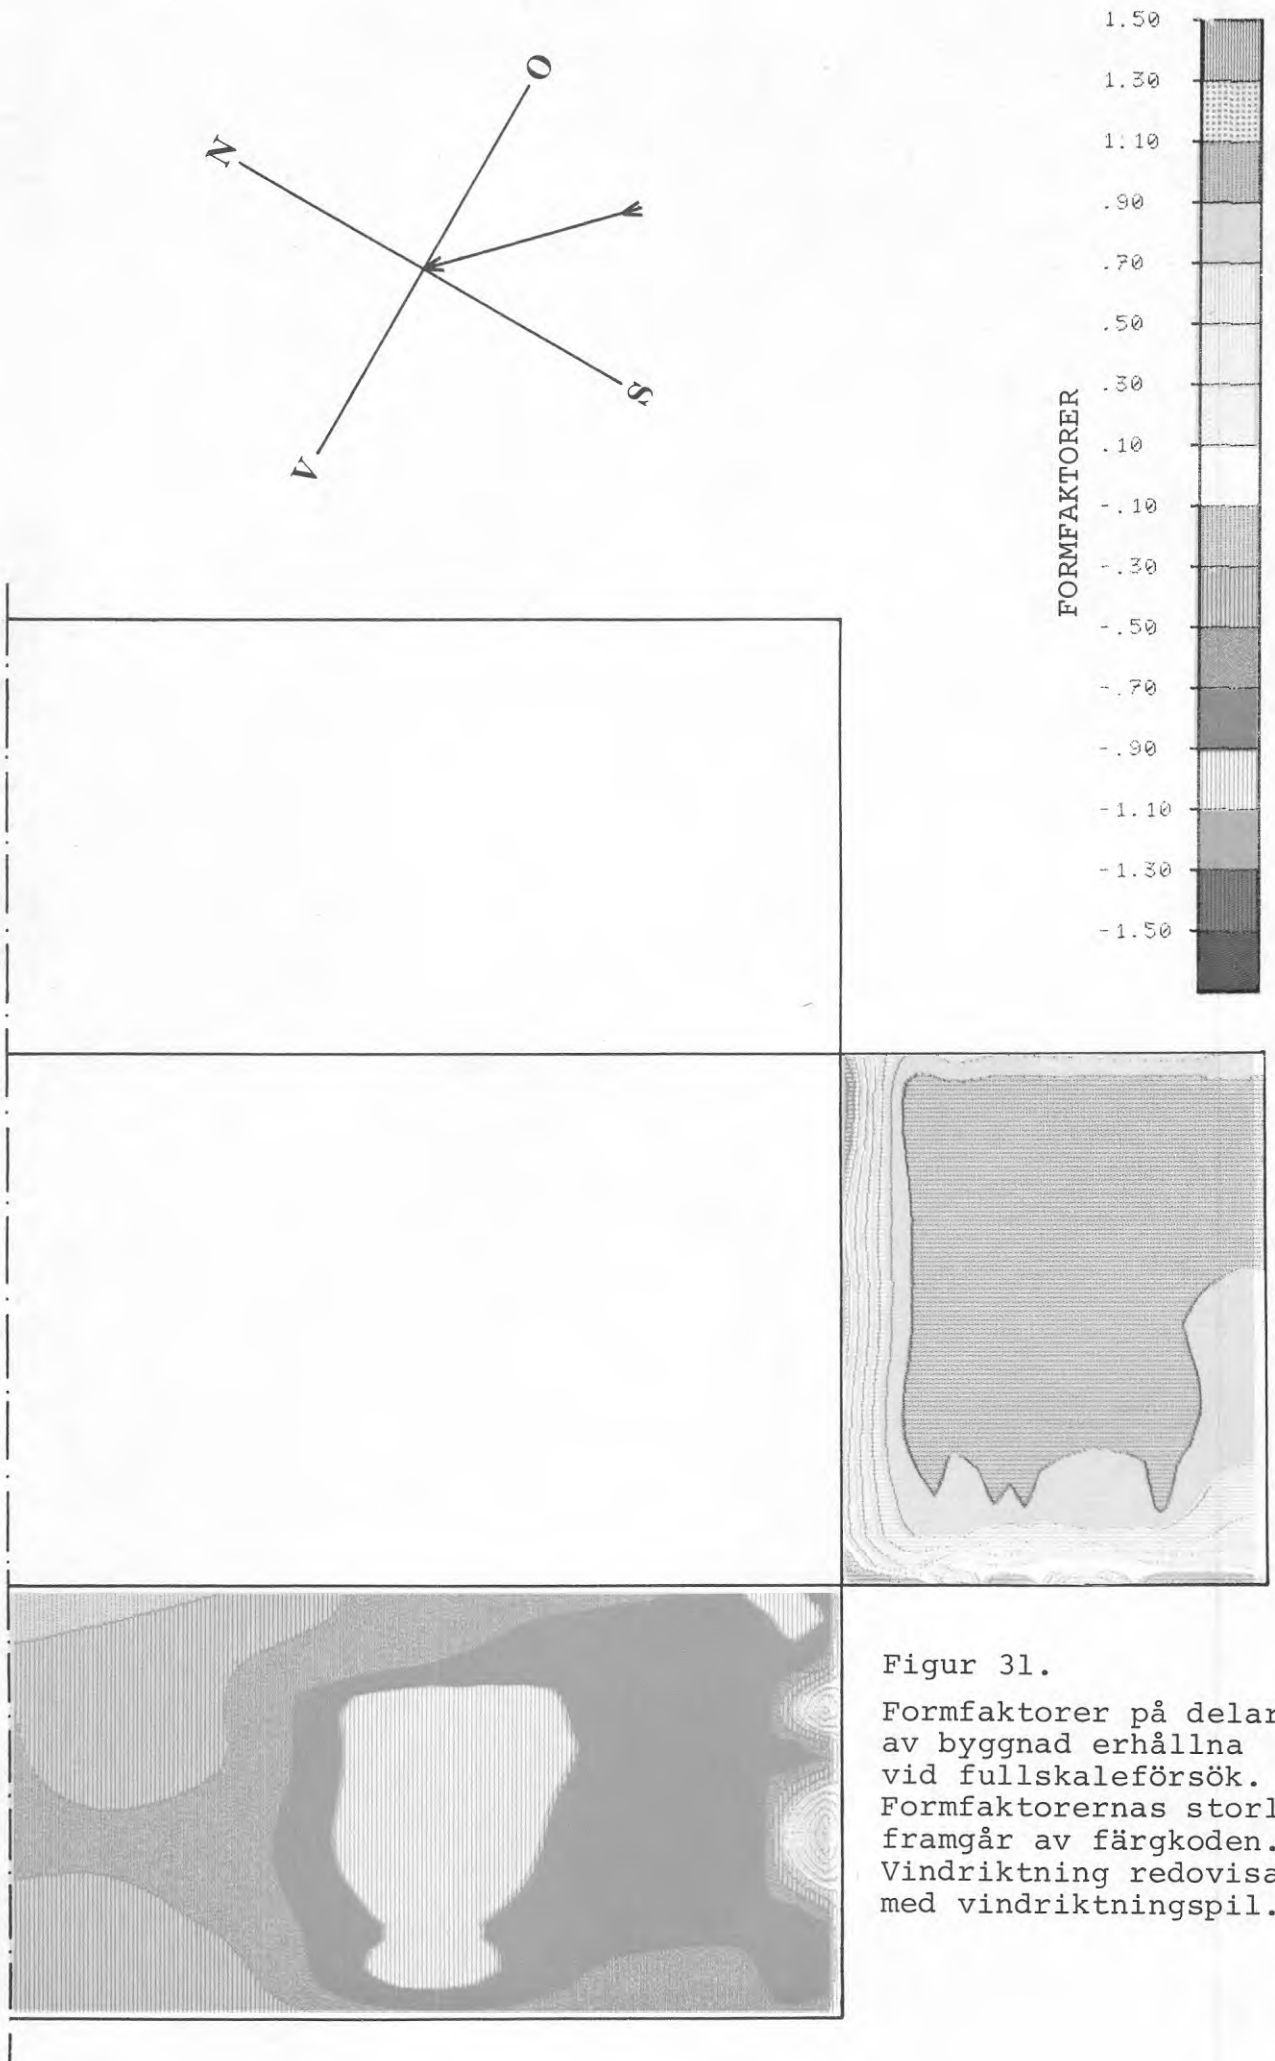 N
O
V
S
FORMFAKTORER
1.50
1.30
1.10
.90
.70
.50
.30
.10
-.10
-.30
-.50
-.70
-.90
-1.10
-1.30
-1.50
Figur 31.
Formfaktorer på delar
av byggnad erhållna
vid fullskaleförsök.
Formfaktorernas storl
framgår av färgkoden.
Vindriktning redovisa
med vindriktningspil.